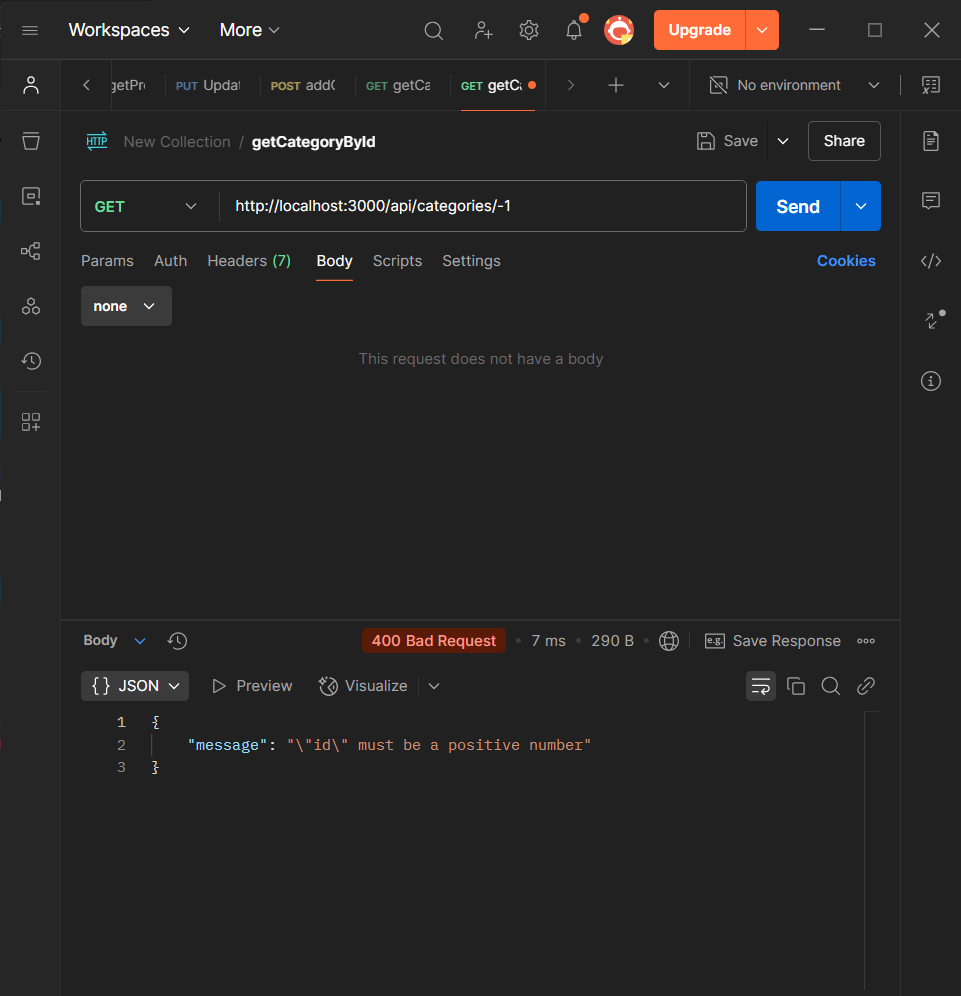 Workspaces More Upgrade
getPr PUT Updat POST addC GET getCa GET getCa No environment
HTTP New Collection / getCategoryById Save Share
GET http://localhost:3000/api/categories/-1 Send
Params Auth Headers (7) Body Scripts Settings Cookies
none
This request does not have a body
Body 400 Bad Request • 7 ms • 290 B • e.g. Save Response
{} JSON Preview Visualize
1 {
2 "message": "\"id\" must be a positive number"
3 }